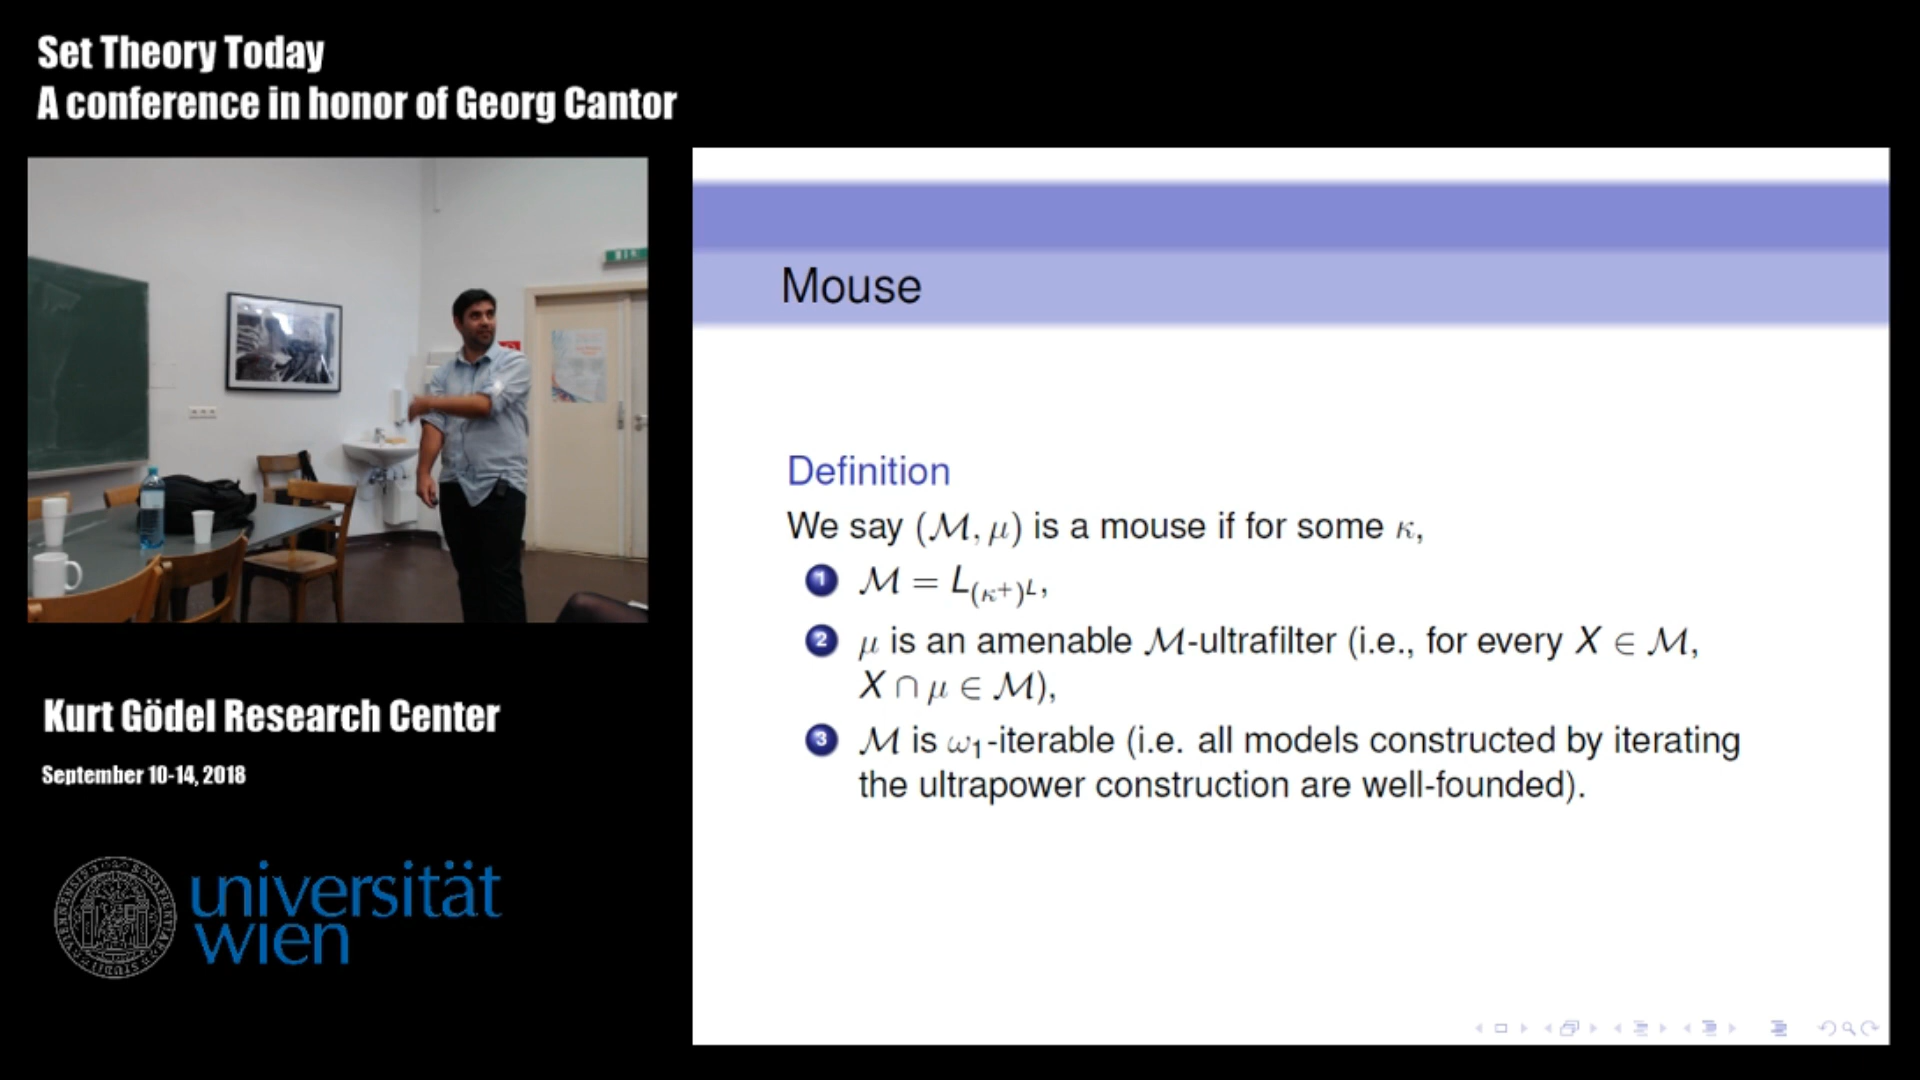 Set Theory Today
A conference in honor of Georg Cantor
Mouse
Definition
We say (ℳ, μ) is a mouse if for some κ,
1 ℳ = L_{(κ⁺)^L},
2 μ is an amenable ℳ-ultrafilter (i.e., for every X ∈ ℳ,
X ∩ μ ∈ ℳ),
3 ℳ is ω₁-iterable (i.e. all models constructed by iterating
the ultrapower construction are well-founded).
Kurt Gödel Research Center
September 10-14, 2018
universität
wien